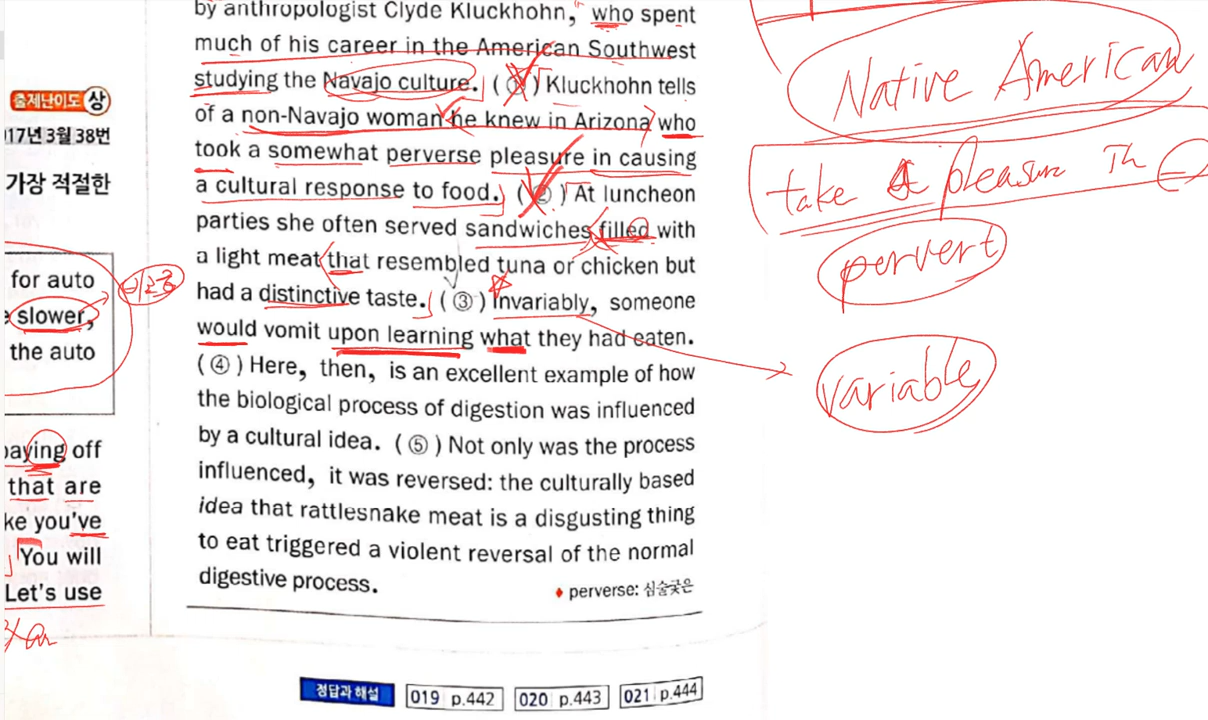 by anthropologist Clyde Kluckhohn, who spent
much of his career in the American Southwest
studying the Navajo culture. ( ① ) Kluckhohn tells
of a non-Navajo woman he knew in Arizona who
took a somewhat perverse pleasure in causing
a cultural response to food. ( ② ) At luncheon
parties she often served sandwiches filled with
a light meat that resembled tuna or chicken but
had a distinctive taste. ( ③ ) Invariably, someone
would vomit upon learning what they had eaten.
( ④ ) Here, then, is an excellent example of how
the biological process of digestion was influenced
by a cultural idea. ( ⑤ ) Not only was the process
influenced, it was reversed: the culturally based
idea that rattlesnake meat is a disgusting thing
to eat triggered a violent reversal of the normal
digestive process.
♦ perverse: 심술궂은
정답과 해설 019 p.442 020 p.443 021 p.444
출제난이도 상
017년 3월 38번
가장 적절한
for auto
slower,
the auto
paying off
that are
ke you've
You will
Let's use
Native American
take a pleasure in
pervert
variable